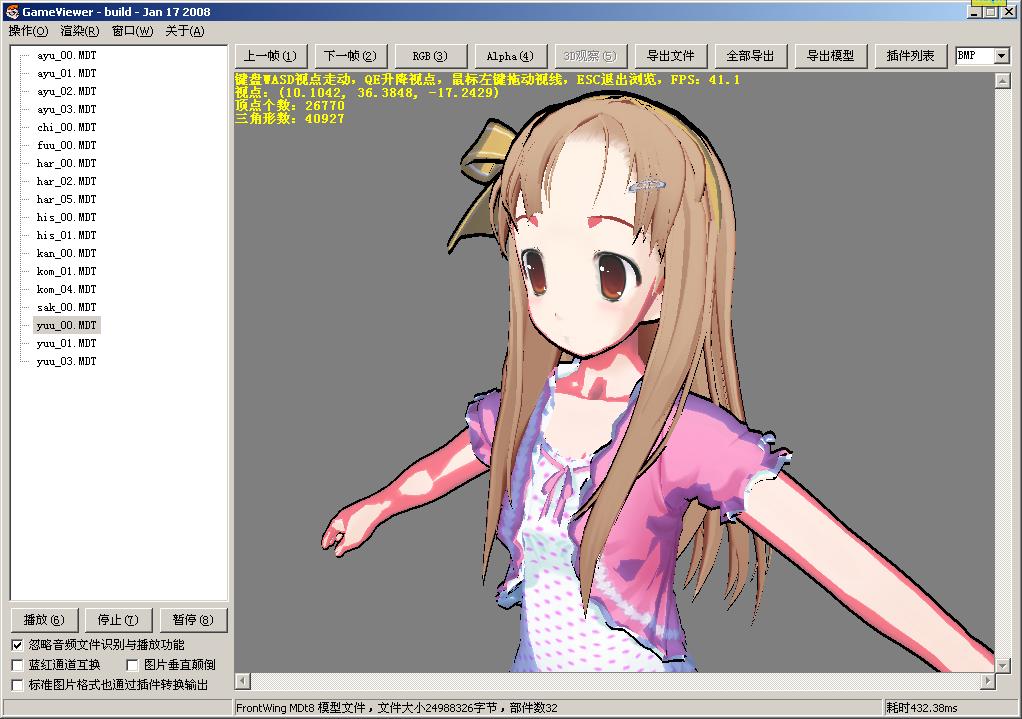 GameViewer - build - Jan 17 2008
操作(O) 渲染(R) 窗口(W) 关于(A)
上一帧(1) 下一帧(2) RGB(3) Alpha(4) 3D观察(5) 导出文件 全部导出 导出模型 插件列表 BMP
ayu_00.MDT
ayu_01.MDT
ayu_02.MDT
ayu_03.MDT
chi_00.MDT
fuu_00.MDT
har_00.MDT
har_02.MDT
har_05.MDT
his_00.MDT
his_01.MDT
kan_00.MDT
kom_01.MDT
kom_04.MDT
sak_00.MDT
yuu_00.MDT
yuu_01.MDT
yuu_03.MDT
键盘WASD视点走动，QE升降视点，鼠标左键拖动视线，ESC退出浏览，FPS: 41.1
视点：(10.1042, 36.3848, -17.2429)
顶点个数：26770
三角形数：40927
播放(6) 停止(7) 暂停(8)
忽略音频文件识别与播放功能
蓝红通道互换 图片垂直颠倒
标准图片格式也通过插件转换输出
FrontWing MDt8 模型文件，文件大小24988326字节，部件数32
耗时432.38ms